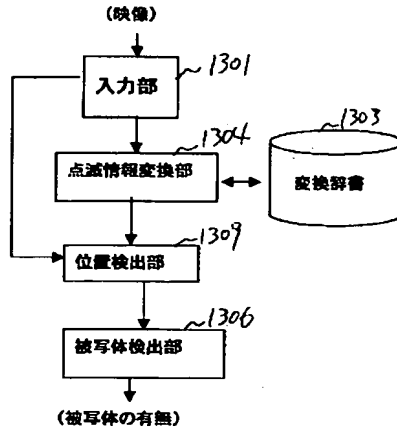 (映像)
1301
入力部
1304
1303
点滅情報変換部
変換辞書
1309
位置検出部
1306
被写体検出部
(被写体の有無)